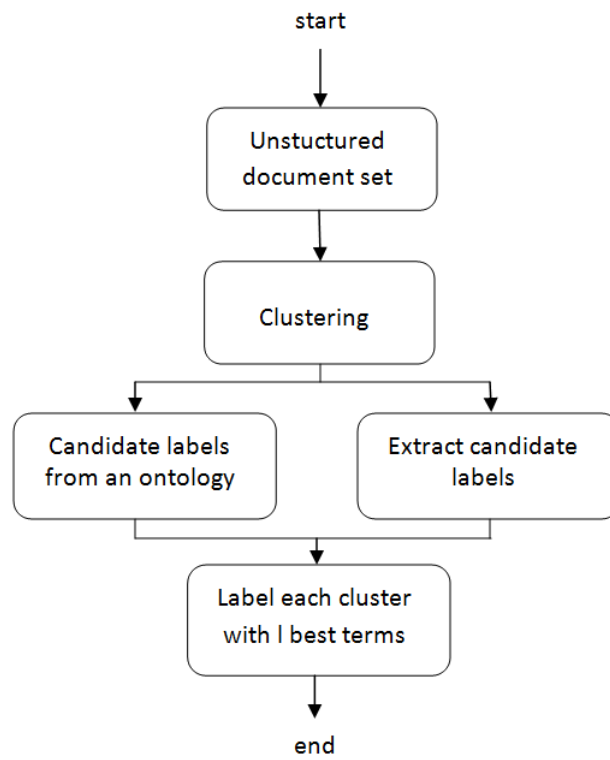 start
Unstuctured
document set
Clustering
Candidate labels
from an ontology
Extract candidate
labels
Label each cluster
with l best terms
end